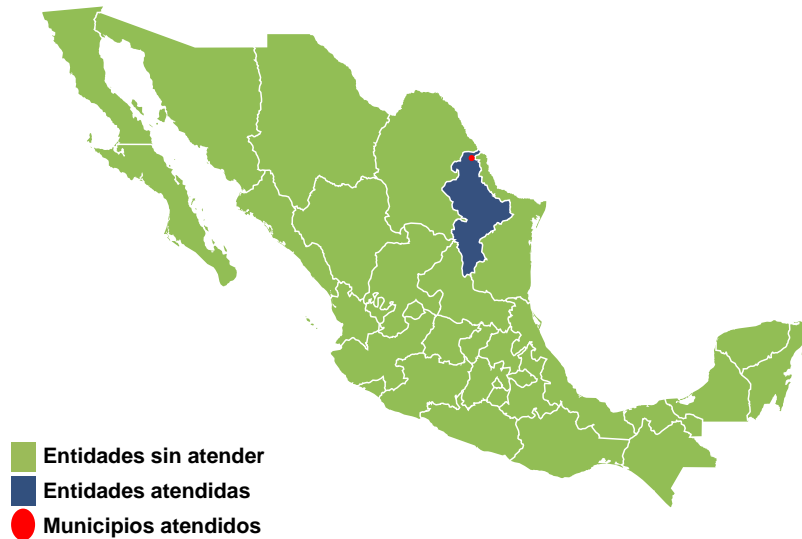 Entidades sin atender
Entidades atendidas
Municipios atendidos